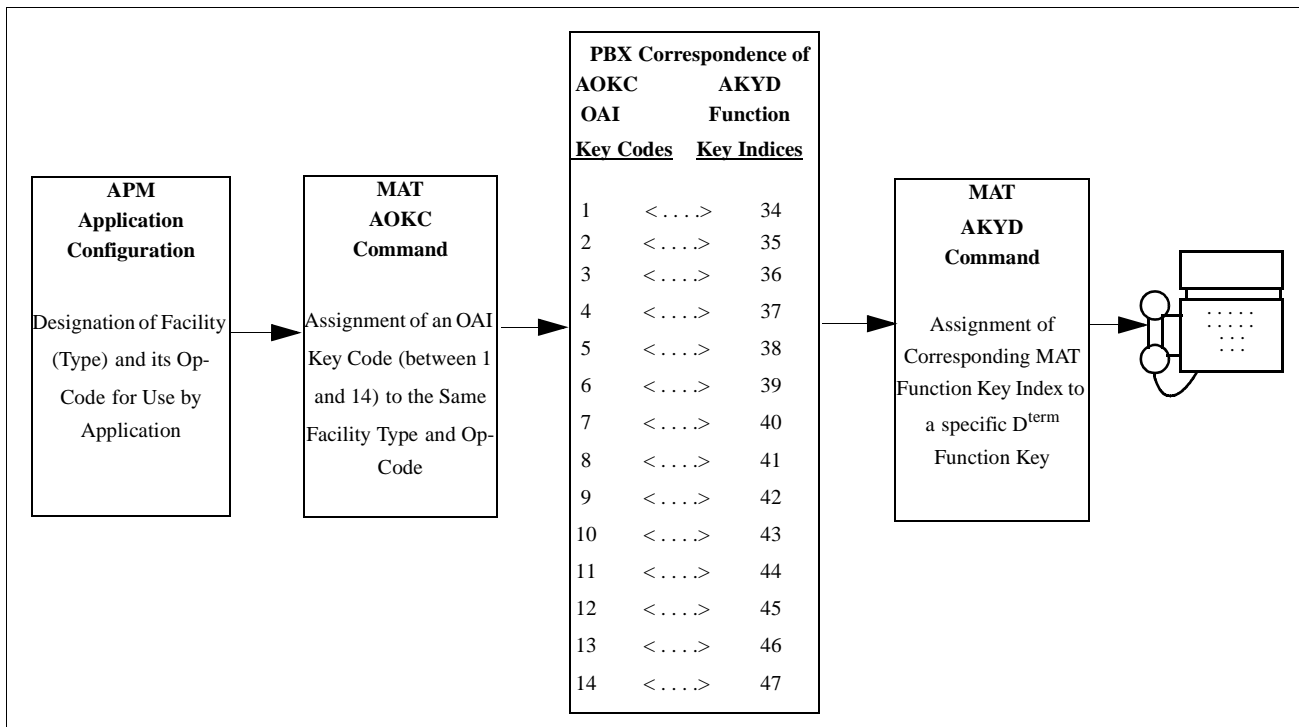 APM
Application
Configuration
Designation of Facility
(Type) and its Op-
Code for Use by
Application
MAT
AOKC
Command
Assignment of an OAI
Key Code (between 1
and 14) to the Same
Facility Type and Op-
Code
PBX Correspondence of
AOKC AKYD
OAI Function
Key Codes Key Indices
1 < . . . .> 34
2 < . . . .> 35
3 < . . . .> 36
4 < . . . .> 37
5 < . . . .> 38
6 < . . . .> 39
7 < . . . .> 40
8 < . . . .> 41
9 < . . . .> 42
10 < . . . .> 43
11 < . . . .> 44
12 < . . . .> 45
13 < . . . .> 46
14 < . . . .> 47
MAT
AKYD
Command
Assignment of
Corresponding MAT
Function Key Index to
a specific Dterm
Function Key